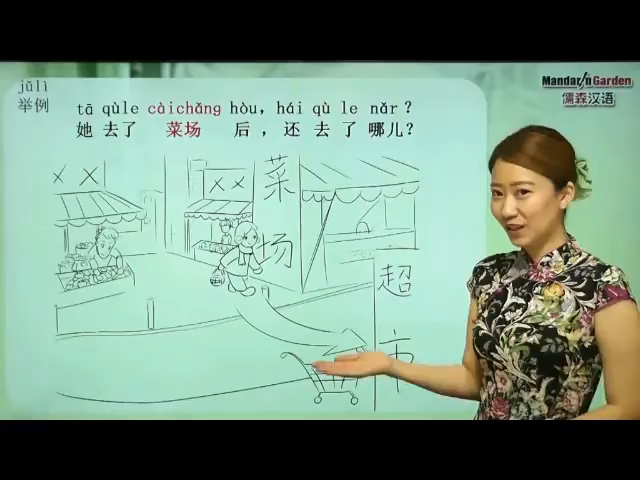 jǔlì
举例
tā qùle càichǎng hòu, hái qù le nǎr?
她 去了 菜场 后, 还 去 了 哪儿?
Mandarin Garden
儒森汉语
X X
X X
菜
场
超
市